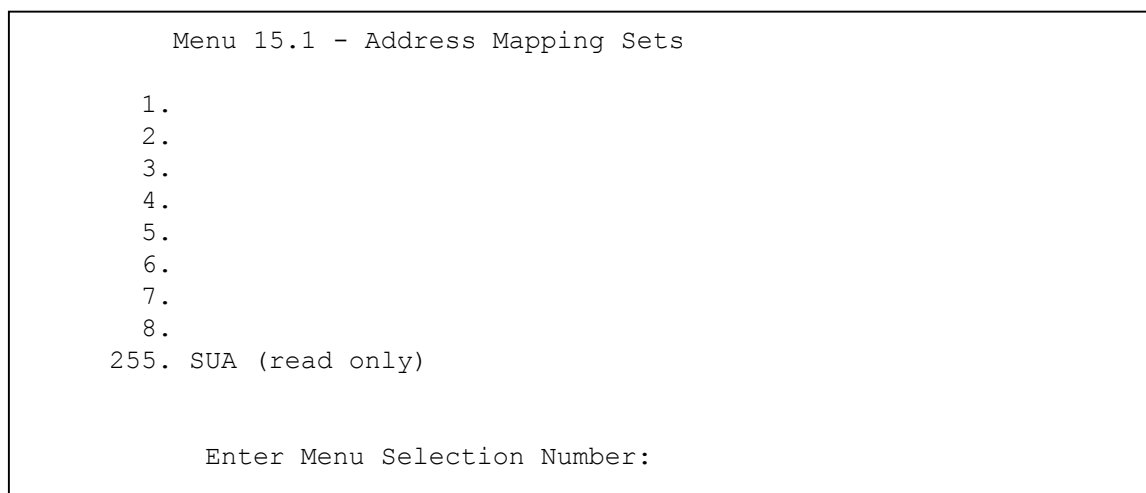 Menu 15.1 - Address Mapping Sets
1.
2.
3.
4.
5.
6.
7.
8.
255. SUA (read only)
Enter Menu Selection Number: